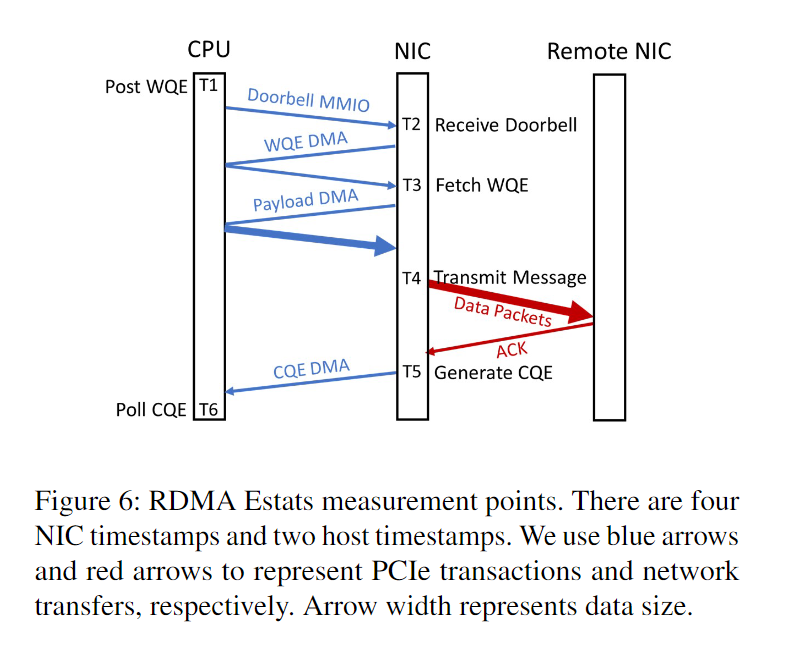 CPU
NIC
Remote NIC
Post WQE
T1
Doorbell MMIO
T2
Receive Doorbell
WQE DMA
T3
Fetch WQE
Payload DMA
T4
Transmit Message
Data Packets
ACK
CQE DMA
T5
Generate CQE
Poll CQE
T6
Figure 6: RDMA Estats measurement points. There are four
NIC timestamps and two host timestamps. We use blue arrows
and red arrows to represent PCIe transactions and network
transfers, respectively. Arrow width represents data size.